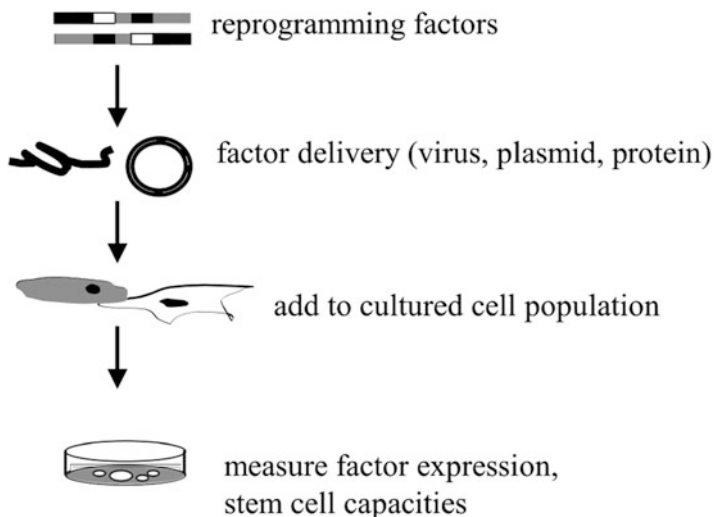 reprogramming factors
factor delivery (virus, plasmid, protein)
add to cultured cell population
measure factor expression,
stem cell capacities